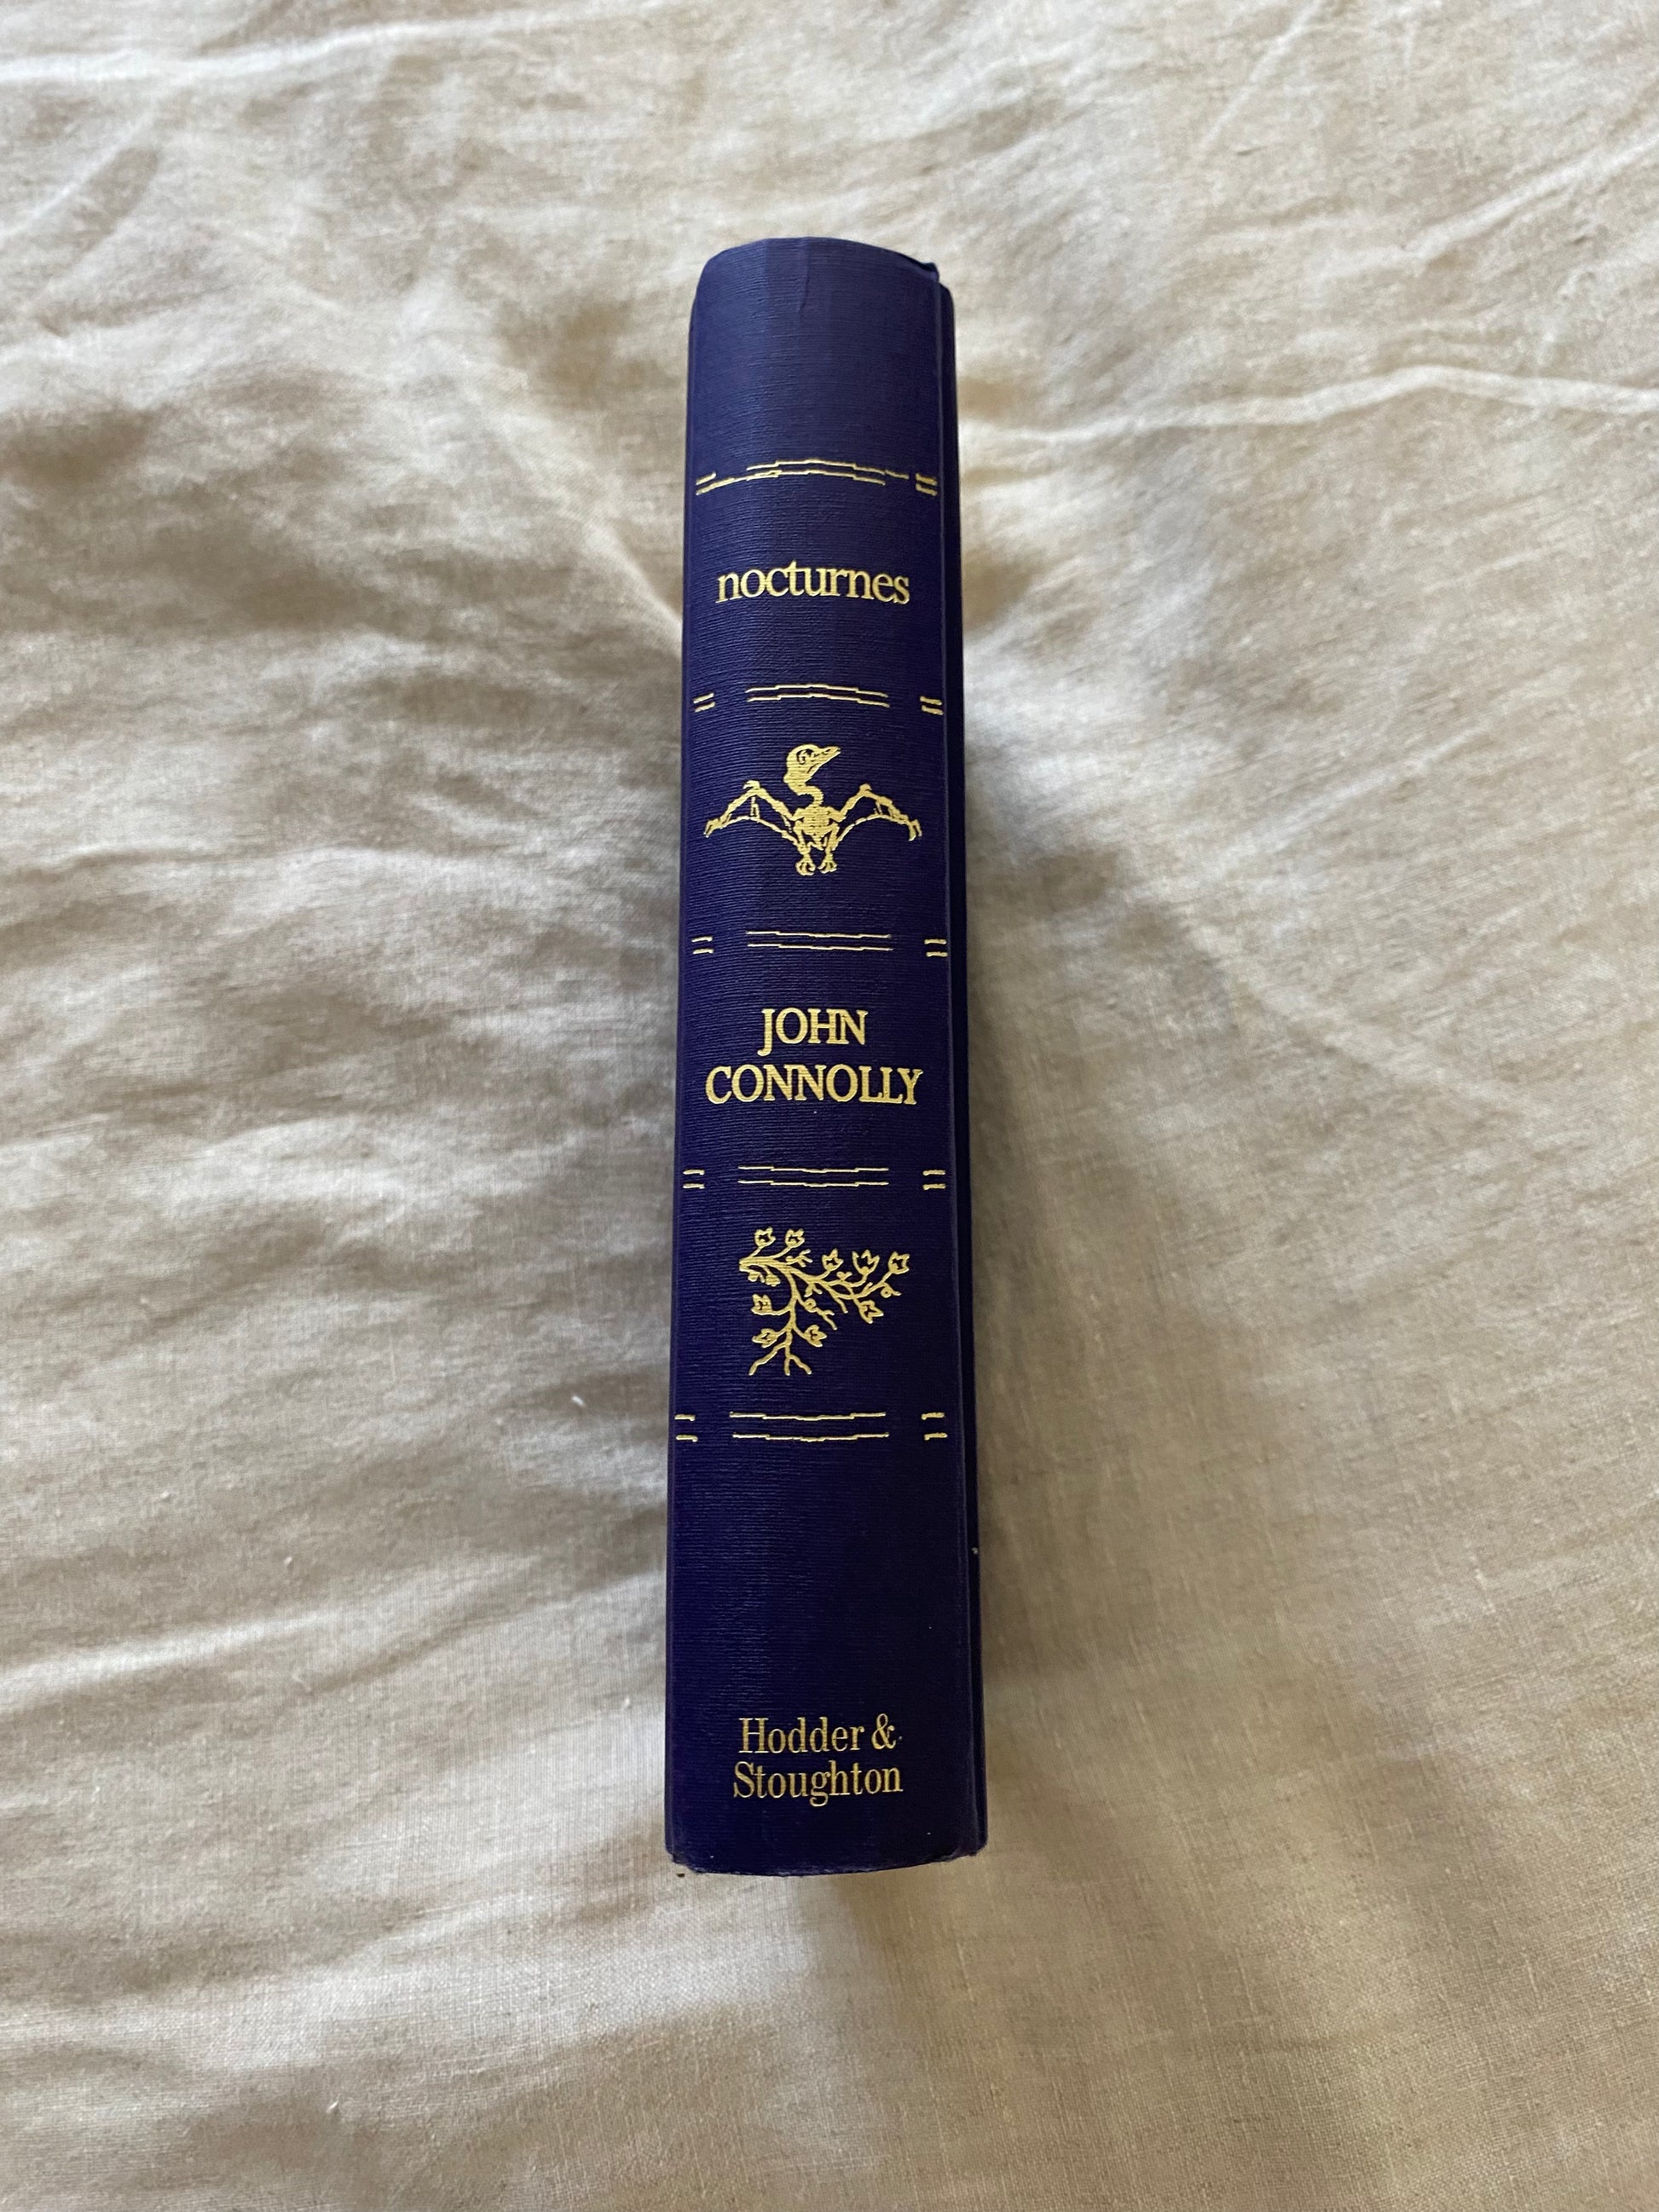 nocturnes
JOHN
CONNOLLY
Hodder &
Stoughton